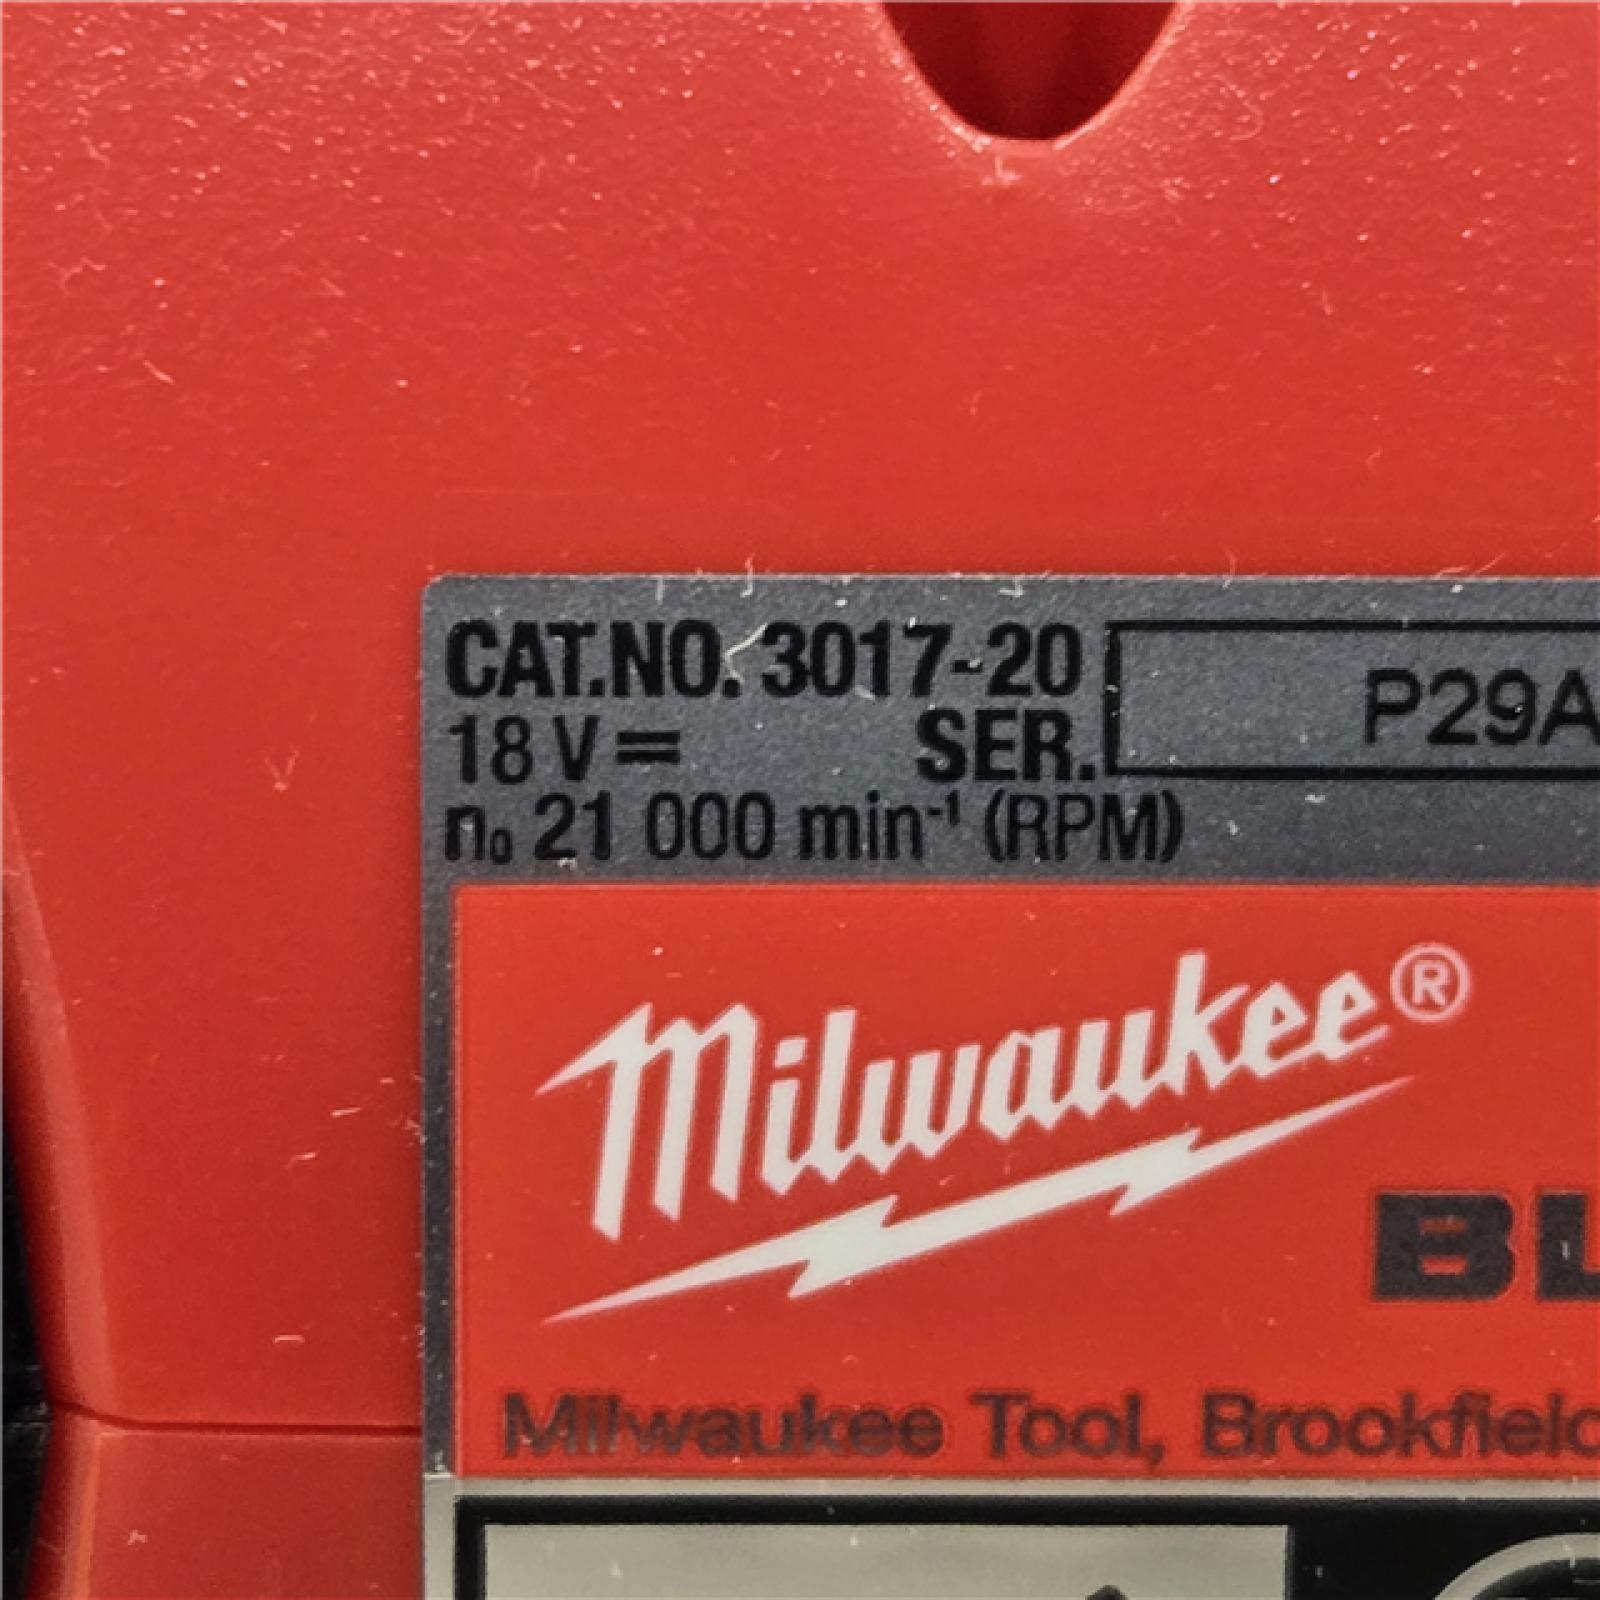 CAT.NO. 3017-20
P29A
18 V⎓ SER.
n₀ 21 000 min⁻¹ (RPM)
Milwaukee®
BL
Milwaukee Tool, Brookfield